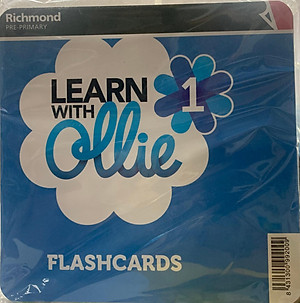 Richmond
PRE-PRIMARY
LEARN
WITH
Ollie
1
FLASHCARDS